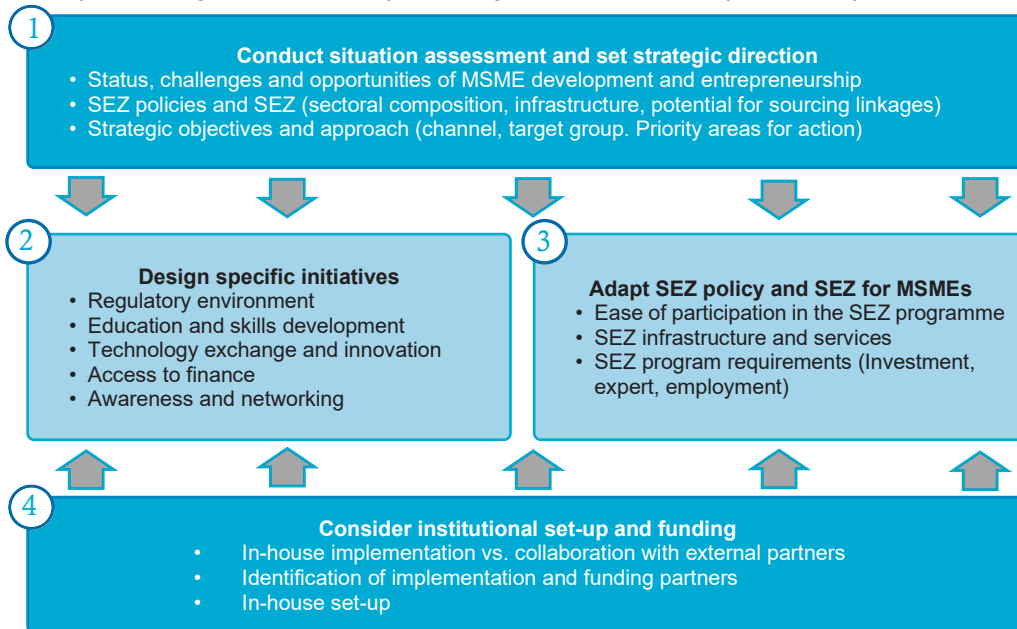 1
Conduct situation assessment and set strategic direction
• Status, challenges and opportunities of MSME development and entrepreneurship
• SEZ policies and SEZ (sectoral composition, infrastructure, potential for sourcing linkages)
• Strategic objectives and approach (channel, target group. Priority areas for action)
2
Design specific initiatives
• Regulatory environment
• Education and skills development
• Technology exchange and innovation
• Access to finance
• Awareness and networking
3
Adapt SEZ policy and SEZ for MSMEs
• Ease of participation in the SEZ programme
• SEZ infrastructure and services
• SEZ program requirements (Investment,
expert, employment)
4
Consider institutional set-up and funding
• In-house implementation vs. collaboration with external partners
• Identification of implementation and funding partners
• In-house set-up